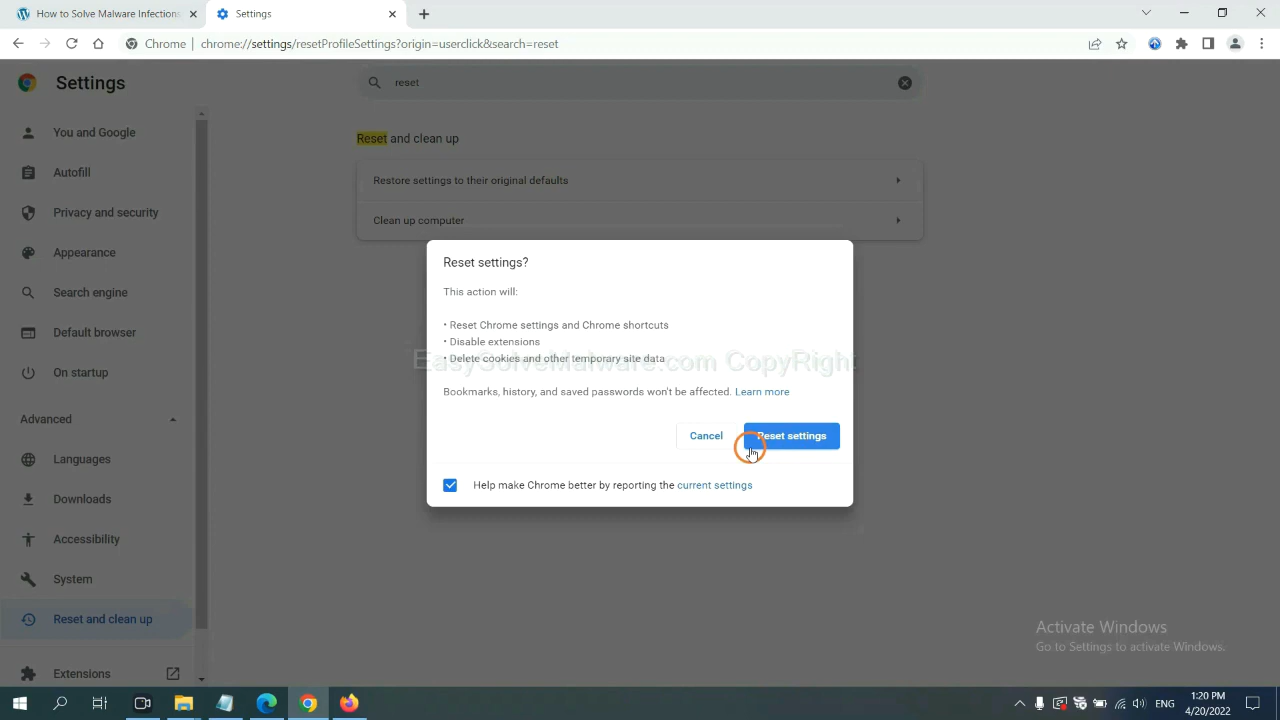 How to Solve Malware Infections
Settings
Chrome | chrome://settings/resetProfileSettings?origin=userclick&search=reset
Settings
reset
You and Google
Autofill
Privacy and security
Appearance
Search engine
Default browser
On startup
Advanced
Languages
Downloads
Accessibility
System
Reset and clean up
Extensions
Reset and clean up
Restore settings to their original defaults
Clean up computer
Reset settings?
This action will:
• Reset Chrome settings and Chrome shortcuts
• Disable extensions
• Delete cookies and other temporary site data
EasySolveMalware.com CopyRight
Bookmarks, history, and saved passwords won't be affected. Learn more
Cancel
Reset settings
Help make Chrome better by reporting the current settings
Activate Windows
Go to Settings to activate Windows.
ENG
1:20 PM
4/20/2022